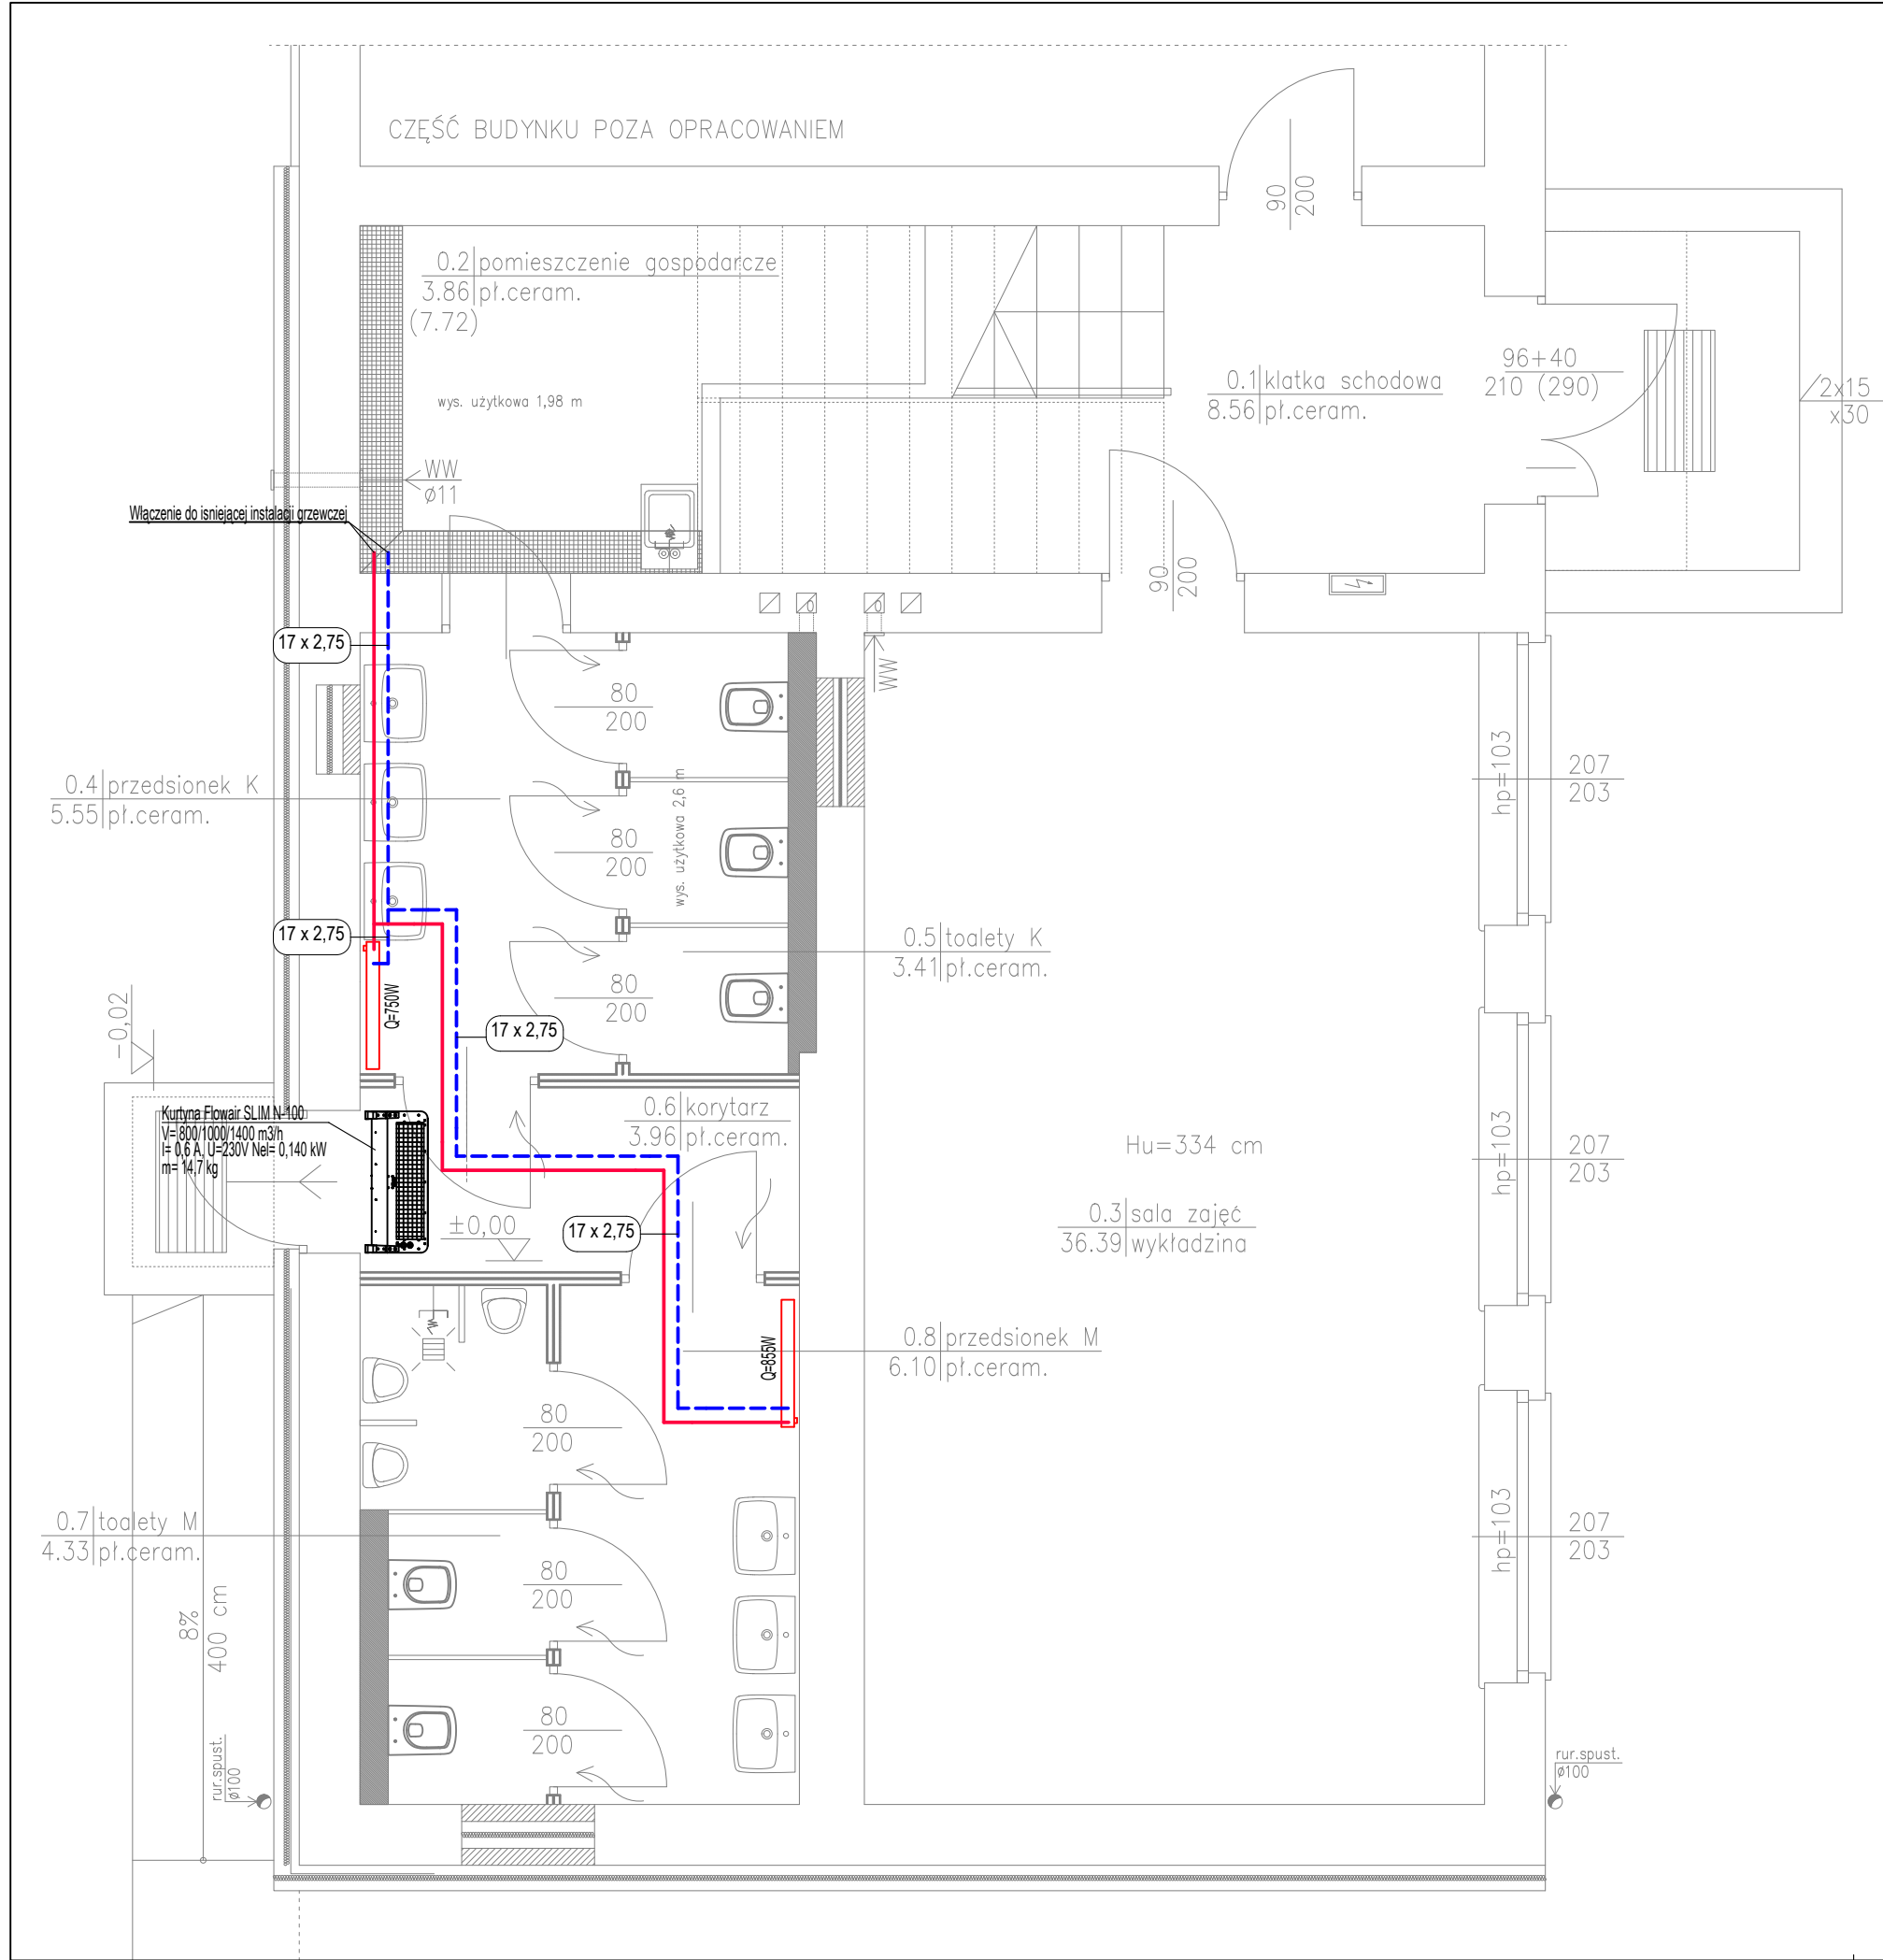 CZĘŚĆ BUDYNKU POZA OPRACOWANIEM
90
200
0.2 pomieszczenie gospodarcze
3.86 pł.ceram.
(7.72)
wys. użytkowa 1,98 m
0.1 klatka schodowa
8.56 pł.ceram.
96+40
210 (290)
2x15
x30
WW
ø11
Włączenie do isniejącej instalacji grzewczej
90
200
17 x 2,75
WW
80
200
hp=103
207
203
0.4 przedsionek K
5.55 pł.ceram.
80
200
wys. użytkowa 2,6 m
17 x 2,75
0.5 toalety K
3.41 pł.ceram.
80
200
Q=750W
17 x 2,75
-0,02
Kurtyna Flowair SLIM N-100
V= 800/1000/1400 m3/h
I= 0,6 A, U=230V Nel= 0,140 kW
m= 14,7 kg
0.6 korytarz
3.96 pł.ceram.
Hu=334 cm
hp=103
207
203
±0,00
17 x 2,75
0.3 sala zajęć
36.39 wykładzina
Q=855W
0.8 przedsionek M
6.10 pł.ceram.
80
200
0.7 toalety M
4.33 pł.ceram.
hp=103
207
203
80
200
8%
400 cm
80
200
rur.spust.
ø100
rur.spust.
ø100